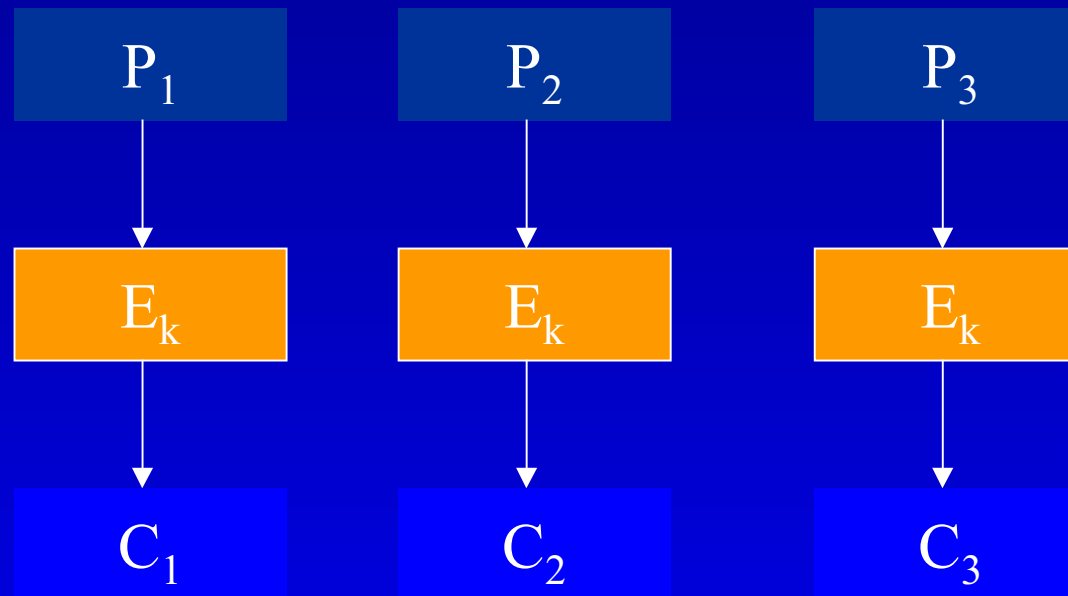 P₁ P₂ P₃
Eₖ Eₖ Eₖ
C₁ C₂ C₃